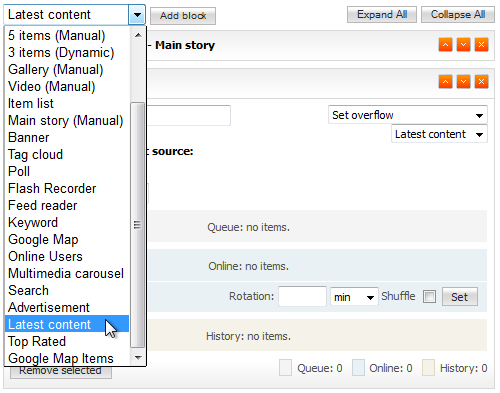 Latest content
Add block
Expand All
Collapse All
5 items (Manual)
3 items (Dynamic)
Gallery (Manual)
Video (Manual)
Item list
Main story (Manual)
Banner
Tag cloud
Poll
Flash Recorder
Feed reader
Keyword
Google Map
Online Users
Multimedia carousel
Search
Advertisement
Latest content
Top Rated
Google Map Items
- Main story
Set overflow
Latest content
source:
Queue: no items.
Online: no items.
Rotation: min Shuffle Set
History: no items.
Remove selected
Queue: 0 Online: 0 History: 0